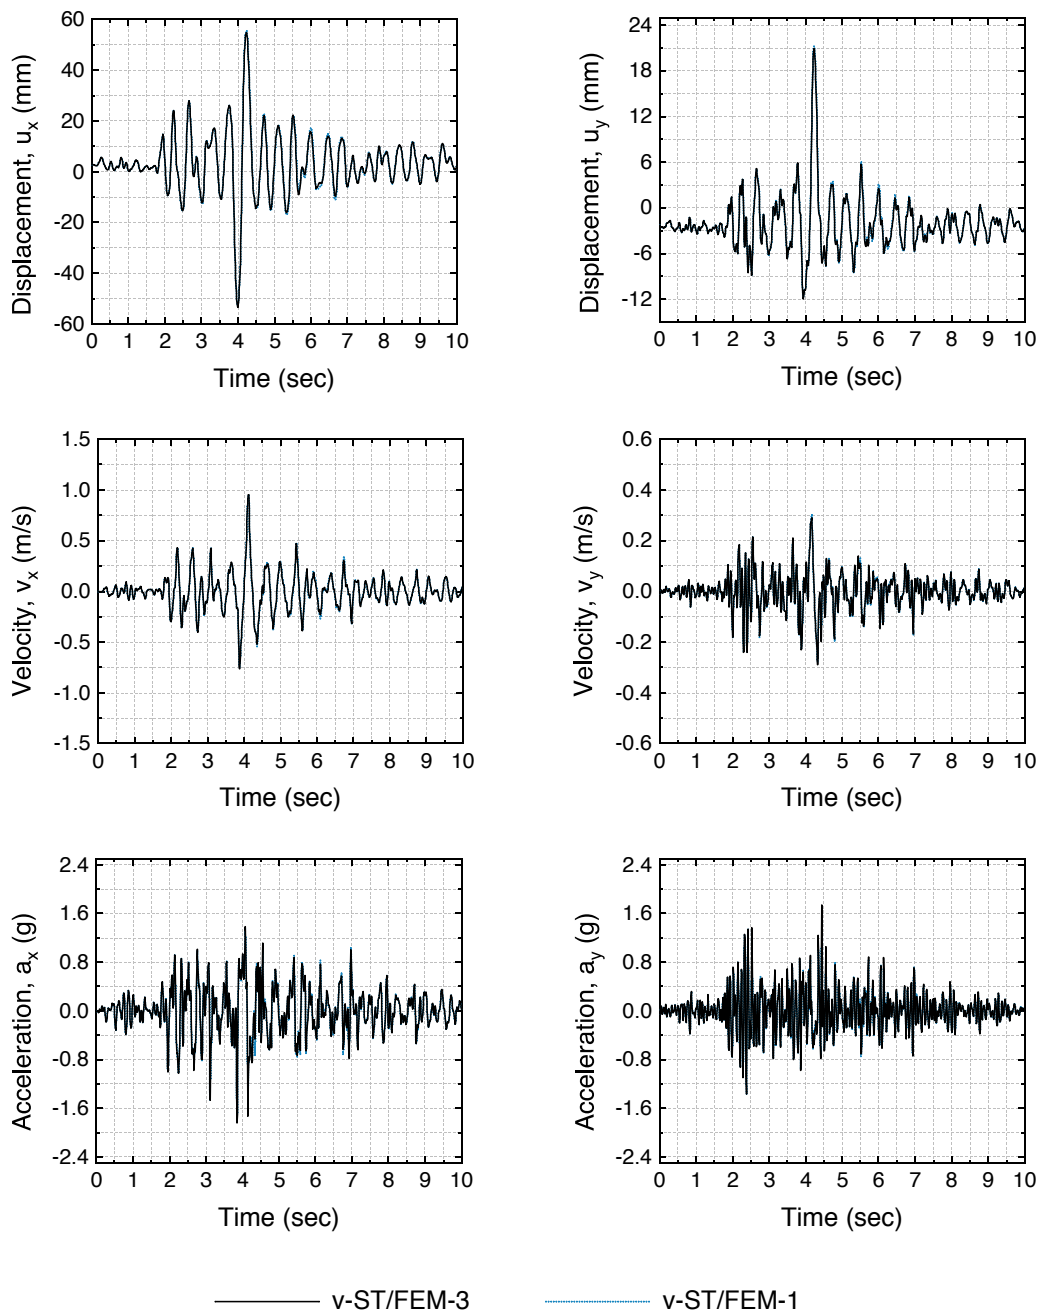 60
40
20
0
-20
-40
-60
Displacement, u_x (mm)
0 1 2 3 4 5 6 7 8 9 10
Time (sec)
24
18
12
6
0
-6
-12
Displacement, u_y (mm)
0 1 2 3 4 5 6 7 8 9 10
Time (sec)
1.5
1.0
0.5
0.0
-0.5
-1.0
-1.5
Velocity, v_x (m/s)
0 1 2 3 4 5 6 7 8 9 10
Time (sec)
0.6
0.4
0.2
0.0
-0.2
-0.4
-0.6
Velocity, v_y (m/s)
0 1 2 3 4 5 6 7 8 9 10
Time (sec)
2.4
1.6
0.8
0.0
-0.8
-1.6
-2.4
Acceleration, a_x (g)
0 1 2 3 4 5 6 7 8 9 10
Time (sec)
2.4
1.6
0.8
0.0
-0.8
-1.6
-2.4
Acceleration, a_y (g)
0 1 2 3 4 5 6 7 8 9 10
Time (sec)
v-ST/FEM-3 v-ST/FEM-1